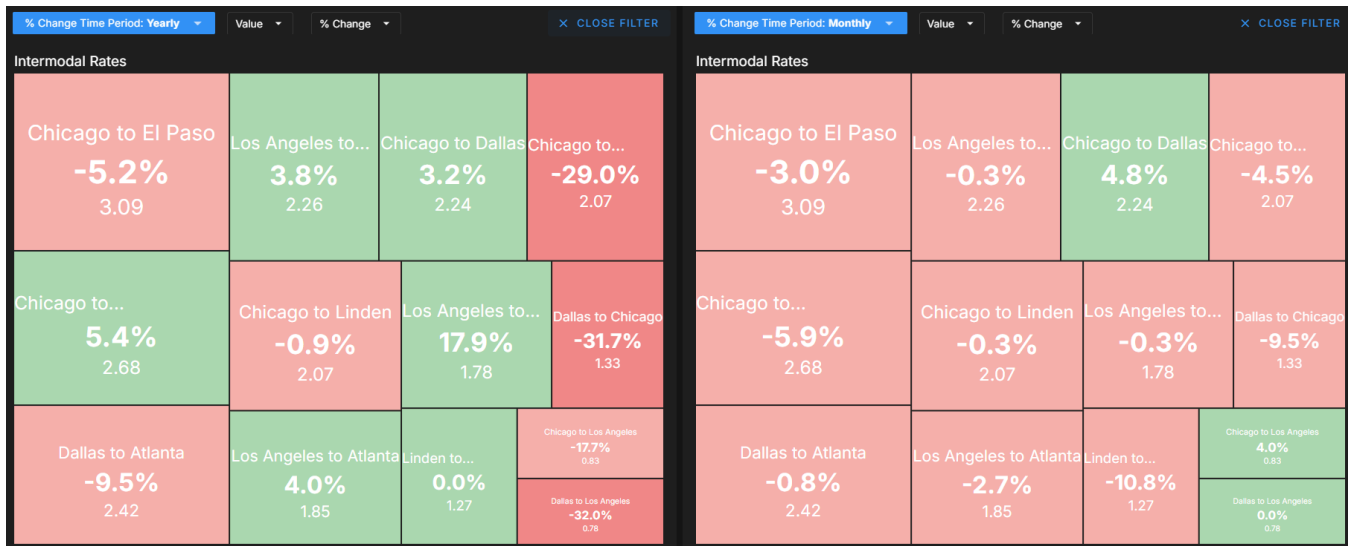 % Change Time Period: Yearly
Value
% Change
CLOSE FILTER
Intermodal Rates
Chicago to El Paso
-5.2%
3.09
Los Angeles to...
3.8%
2.26
Chicago to Dallas
3.2%
2.24
Chicago to...
-29.0%
2.07
Chicago to...
5.4%
2.68
Chicago to Linden
-0.9%
2.07
Los Angeles to...
17.9%
1.78
Dallas to Chicago
-31.7%
1.33
Dallas to Atlanta
-9.5%
2.42
Los Angeles to Atlanta
4.0%
1.85
Linden to...
0.0%
1.27
Chicago to Los Angeles
-17.7%
0.83
Dallas to Los Angeles
-32.0%
0.78
% Change Time Period: Monthly
Value
% Change
CLOSE FILTER
Intermodal Rates
Chicago to El Paso
-3.0%
3.09
Los Angeles to...
-0.3%
2.26
Chicago to Dallas
4.8%
2.24
Chicago to...
-4.5%
2.07
Chicago to...
-5.9%
2.68
Chicago to Linden
-0.3%
2.07
Los Angeles to...
-0.3%
1.78
Dallas to Chicago
-9.5%
1.33
Dallas to Atlanta
-0.8%
2.42
Los Angeles to Atlanta
-2.7%
1.85
Linden to...
-10.8%
1.27
Chicago to Los Angeles
4.0%
0.83
Dallas to Los Angeles
0.0%
0.78